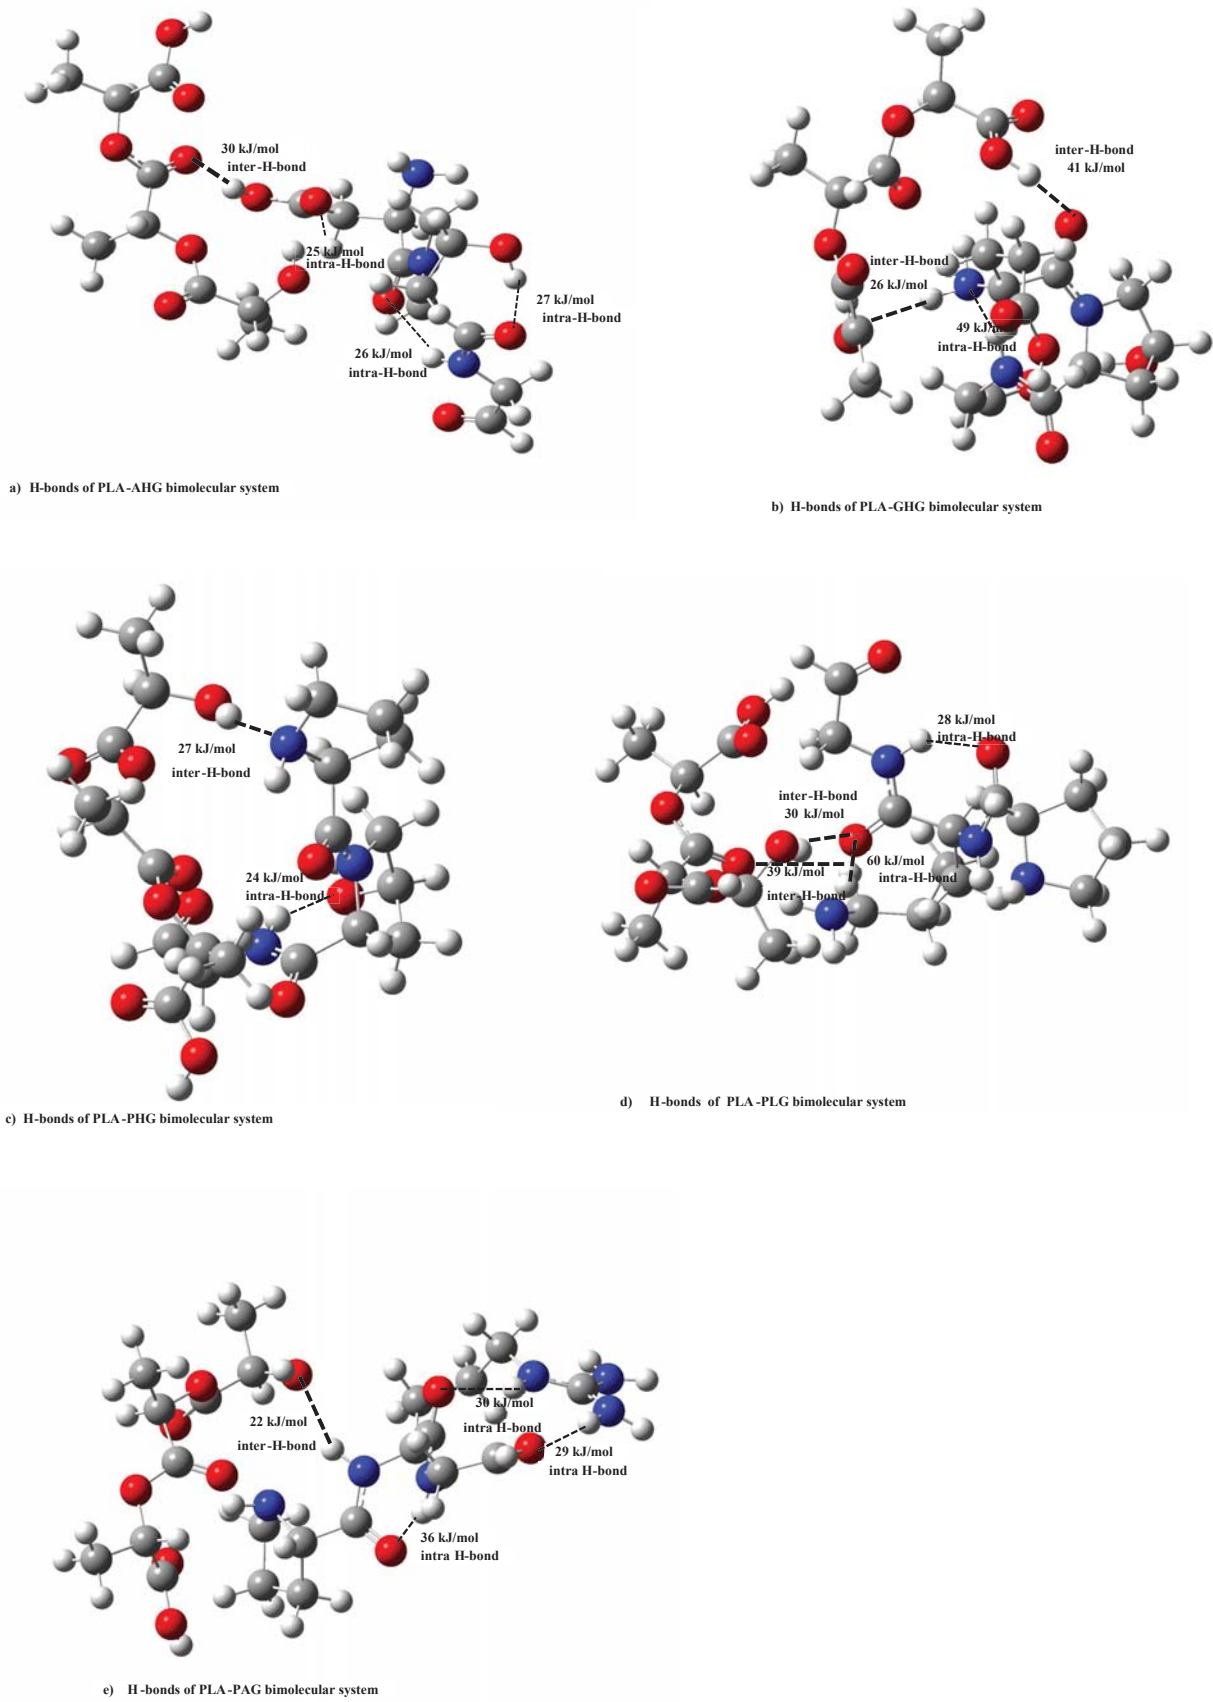 30 kJ/mol
inter-H-bond
25 kJ/mol
intra-H-bond
27 kJ/mol
intra-H-bond
26 kJ/mol
intra-H-bond
a) H-bonds of PLA-AHG bimolecular system
inter-H-bond
41 kJ/mol
inter-H-bond
26 kJ/mol
49 kJ/mol
intra-H-bond
b) H-bonds of PLA-GHG bimolecular system
27 kJ/mol
inter-H-bond
24 kJ/mol
intra-H-bond
c) H-bonds of PLA-PHG bimolecular system
28 kJ/mol
intra-H-bond
inter-H-bond
30 kJ/mol
60 kJ/mol
intra-H-bond
39 kJ/mol
inter-H-bond
d) H-bonds of PLA-PLG bimolecular system
22 kJ/mol
inter-H-bond
30 kJ/mol
intra H-bond
29 kJ/mol
intra H-bond
36 kJ/mol
intra H-bond
e) H-bonds of PLA-PAG bimolecular system